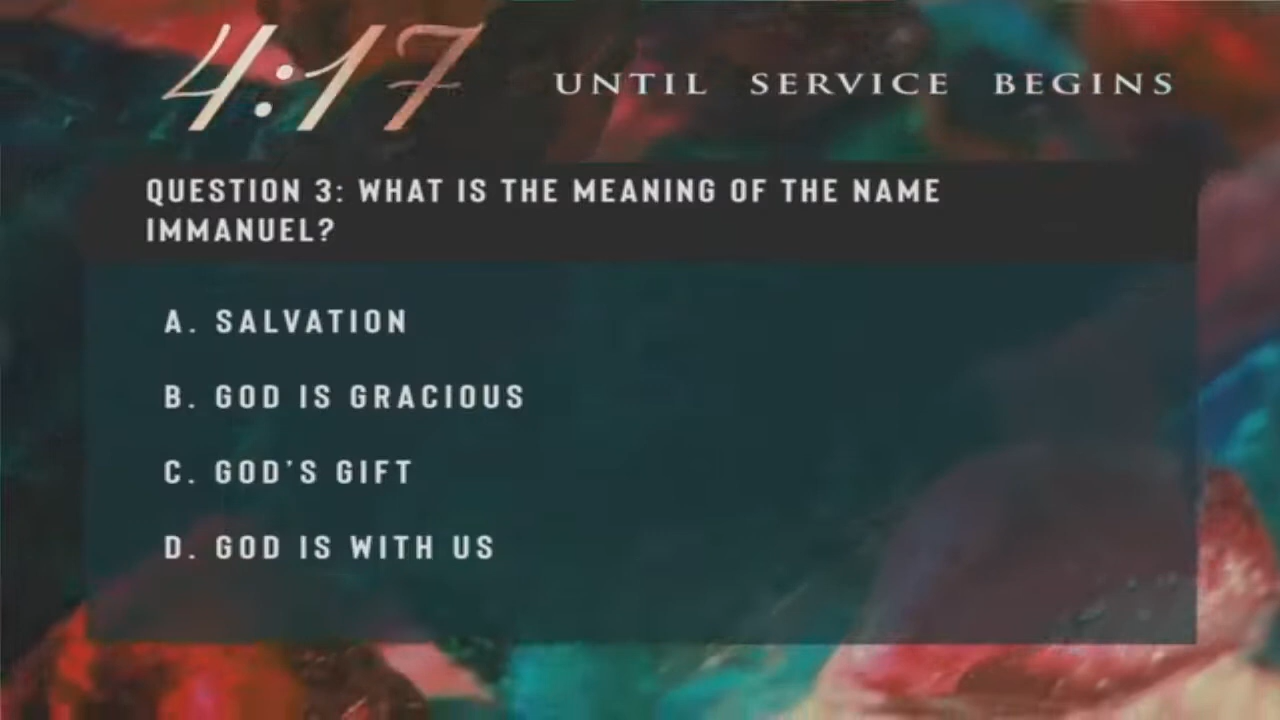 4:17 UNTIL SERVICE BEGINS
QUESTION 3: WHAT IS THE MEANING OF THE NAME
IMMANUEL?
A. SALVATION
B. GOD IS GRACIOUS
C. GOD'S GIFT
D. GOD IS WITH US